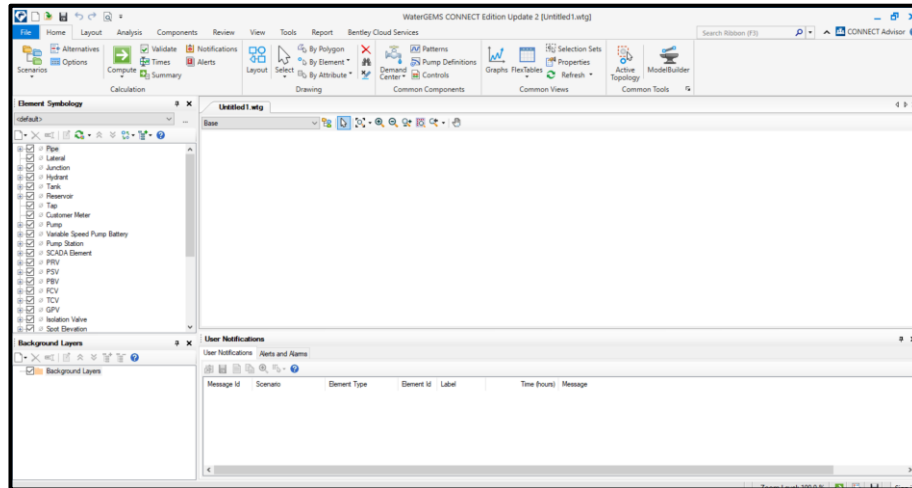 WaterGEMS CONNECT Edition Update 2 [Untitled1.wtg]
File Home Layout Analysis Components Review View Tools Report Bentley Cloud Services
Search Ribbon (F3) CONNECT Advisor
Scenarios
Alternatives
Options
Compute
Validate
Times
Summary
Notifications
Alerts
Calculation
Layout
Select
By Polygon
By Element
By Attribute
Drawing
Demand Center
Patterns
Pump Definitions
Controls
Common Components
Graphs
FlexTables
Selection Sets
Properties
Refresh
Common Views
Active Topology
ModelBuilder
Common Tools
Element Symbology
<default>
Pipe
Lateral
Junction
Hydrant
Tank
Reservoir
Tap
Customer Meter
Pump
Variable Speed Pump Battery
Pump Station
SCADA Element
PRV
PSV
PBV
FCV
TCV
GPV
Isolation Valve
Spot Elevation
Background Layers
Background Layers
Untitled1.wtg
Base
User Notifications
User Notifications Alerts and Alarms
Message Id Scenario Element Type Element Id Label Time (hours) Message